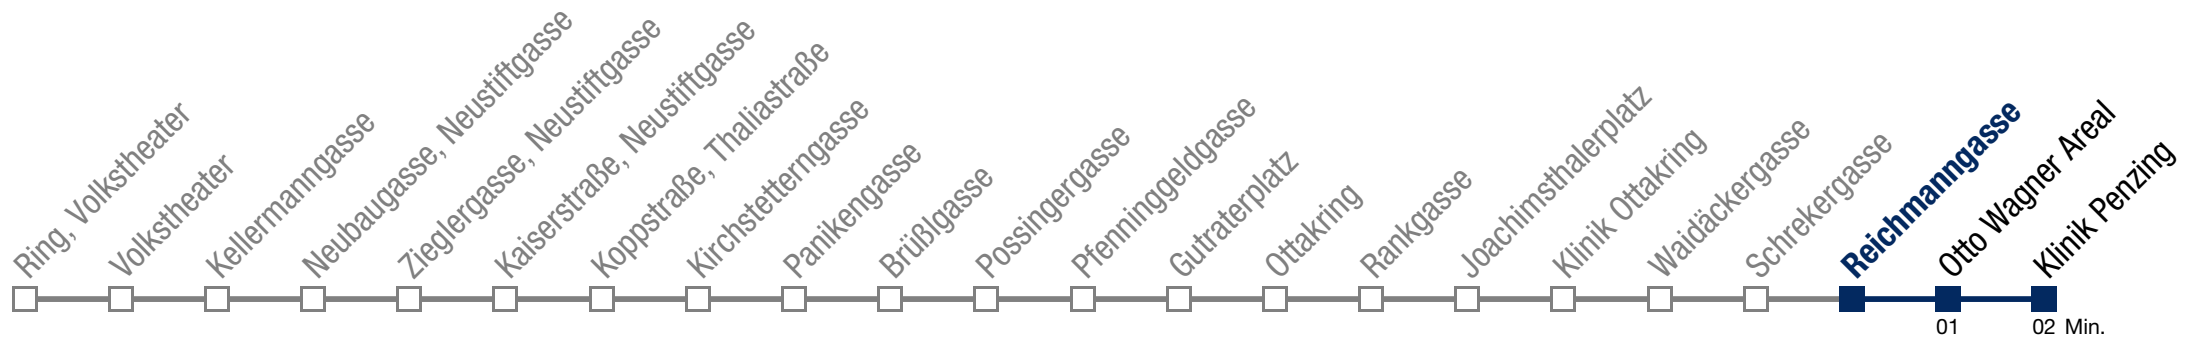 Ring, Volkstheater
Volkstheater
Kellermanngasse
Neubaugasse, Neustiftgasse
Zieglergasse, Neustiftgasse
Kaiserstraße, Neustiftgasse
Koppstraße, Thaliastraße
Kirchstetterngasse
Panikengasse
Brüßlgasse
Possingergasse
Pfenninggeldgasse
Gutraterplatz
Ottakring
Rankgasse
Joachimsthalerplatz
Klinik Ottakring
Waidäckergasse
Schrekergasse
Reichmanngasse
Otto Wagner Areal
Klinik Penzing
01
02 Min.